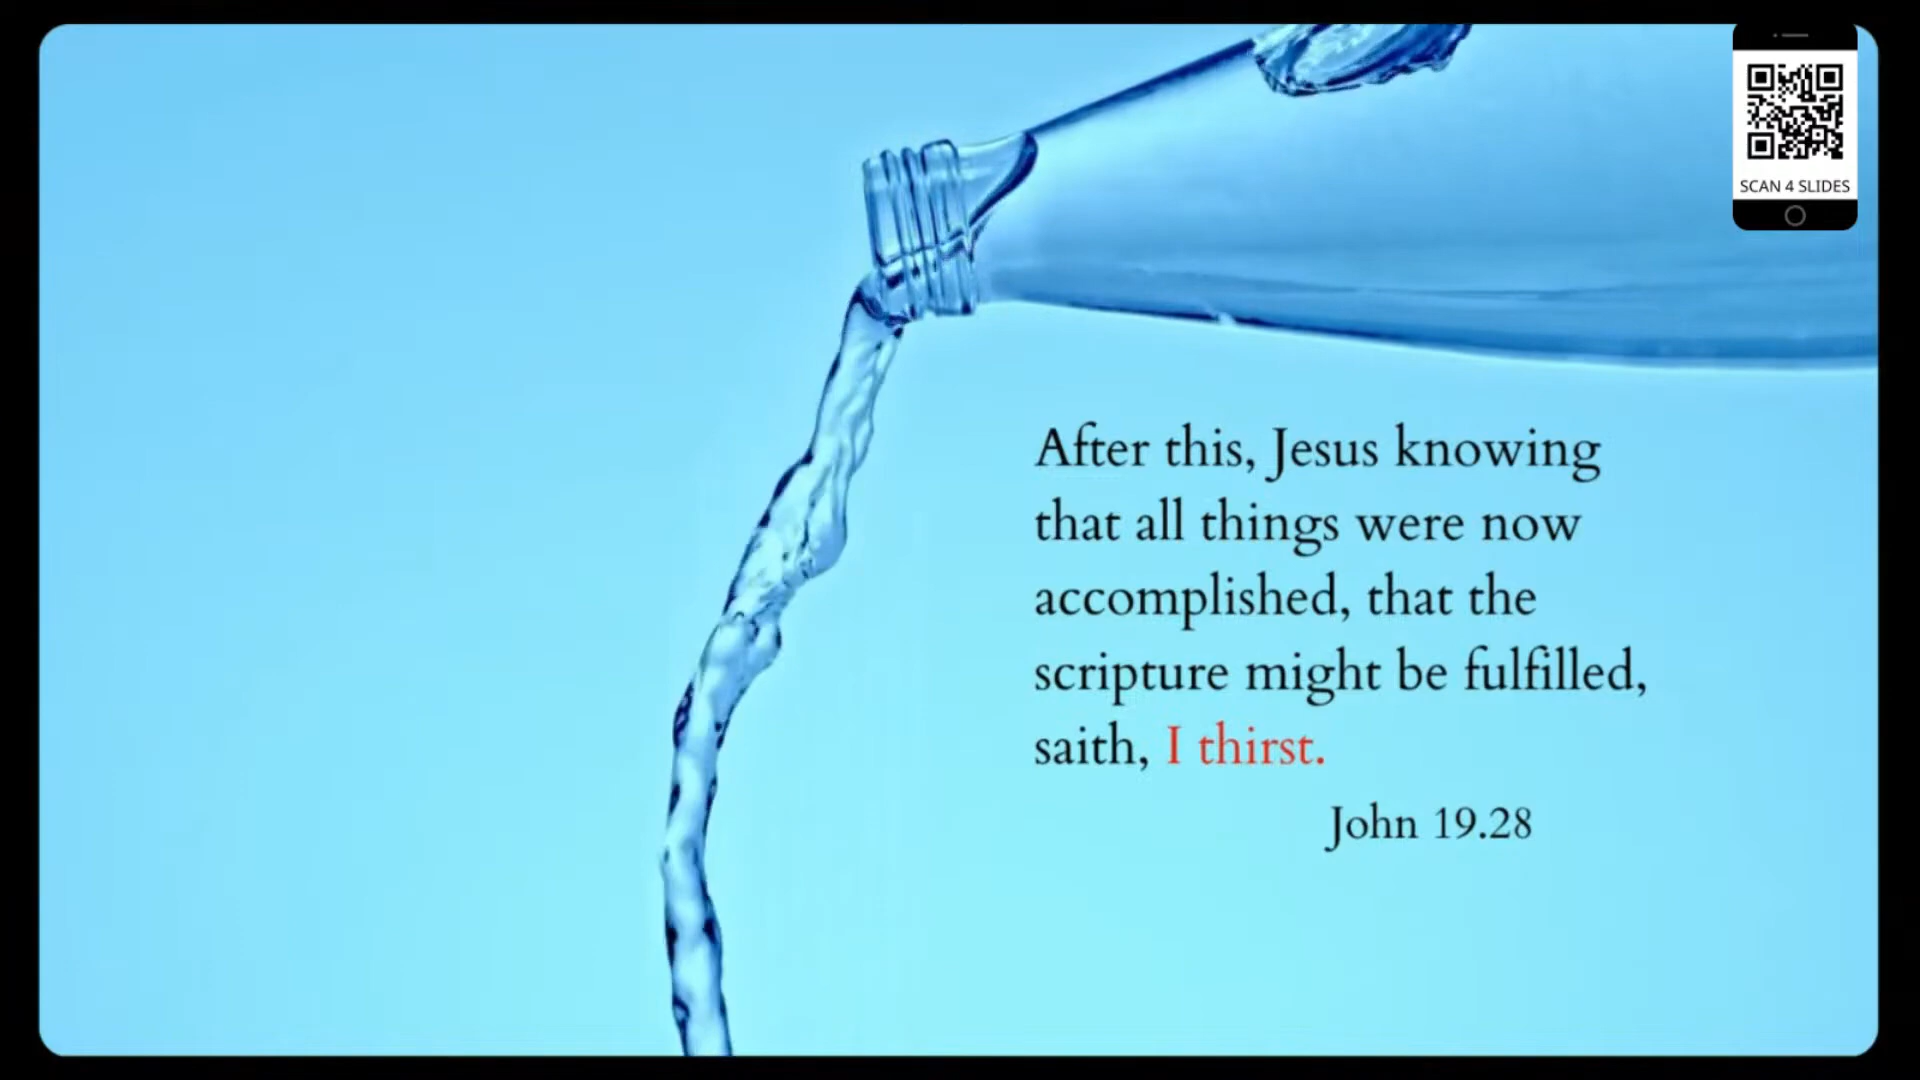 SCAN 4 SLIDES
After this, Jesus knowing
that all things were now
accomplished, that the
scripture might be fulfilled,
saith, I thirst.
John 19.28